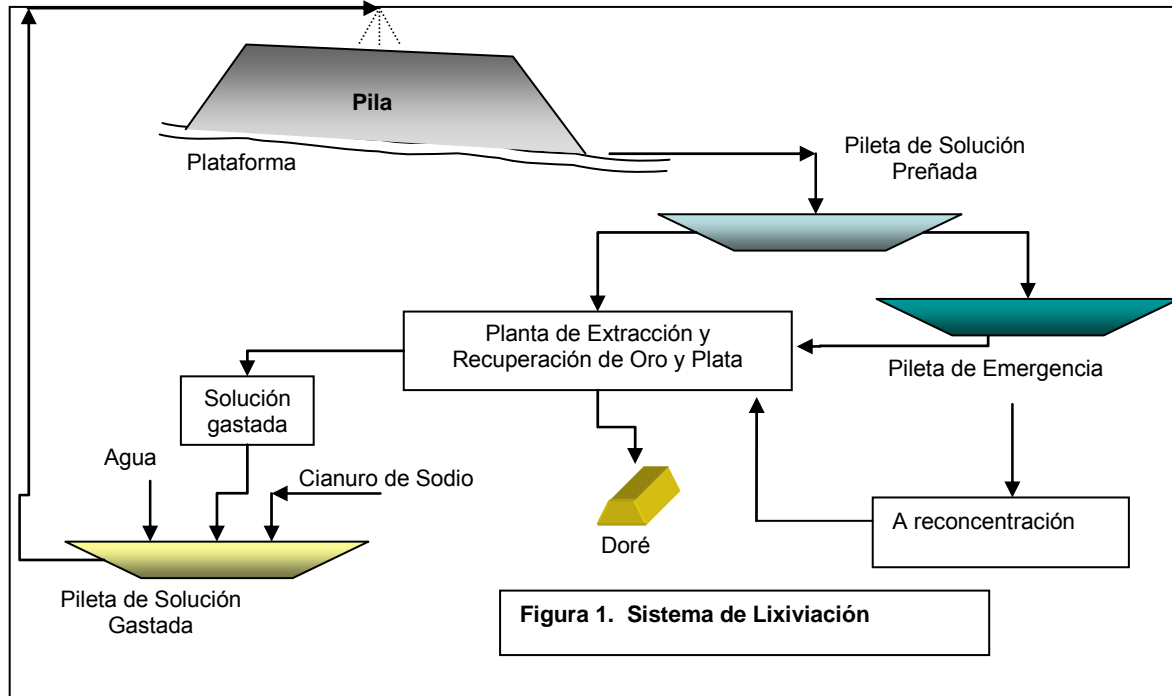 Pila
Plataforma
Pileta de Solución
Preñada
Planta de Extracción y
Recuperación de Oro y Plata
Pileta de Emergencia
Solución
gastada
Agua
Cianuro de Sodio
A reconcentración
Doré
Pileta de Solución
Gastada
Figura 1. Sistema de Lixiviación